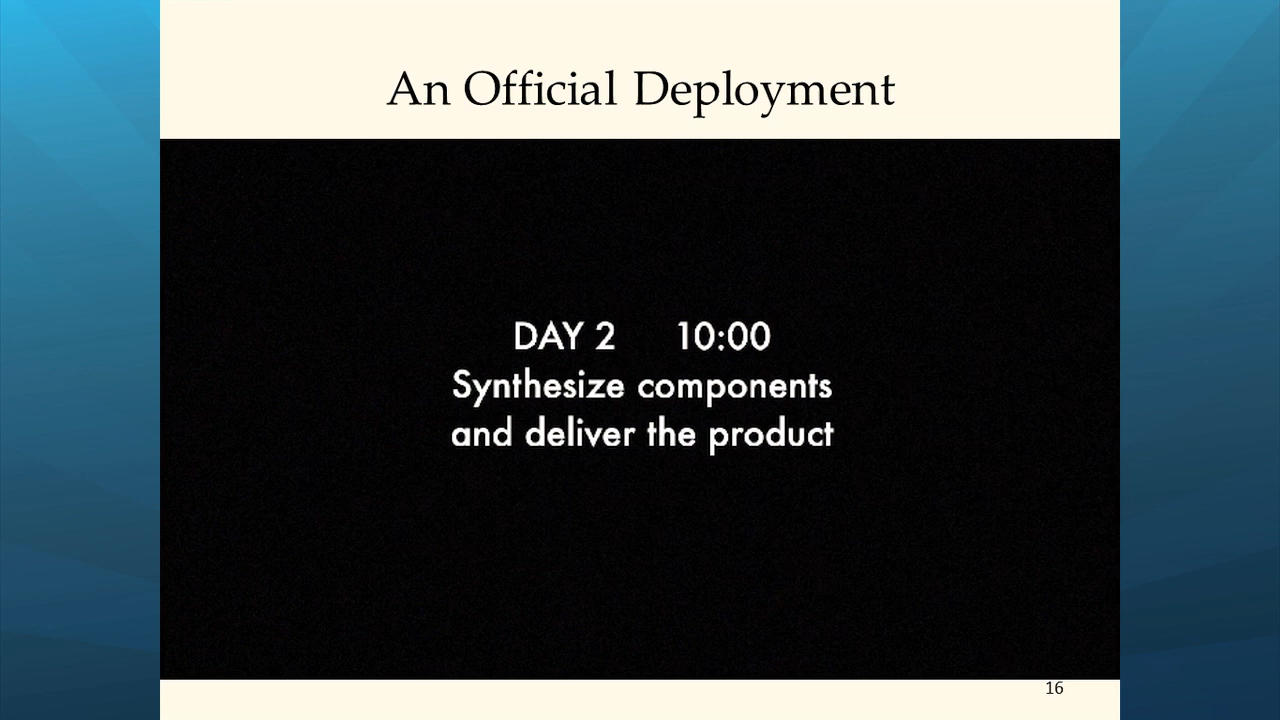 An Official Deployment
DAY 2 10:00
Synthesize components
and deliver the product
16